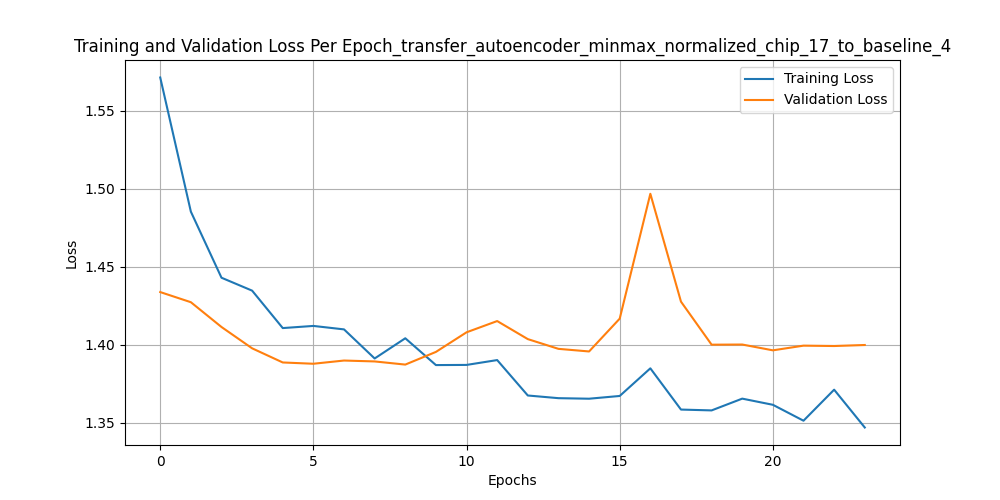 Training and Validation Loss Per Epoch_transfer_autoencoder_minmax_normalized_chip_17_to_baseline_4
Training Loss
Validation Loss
1.55
1.50
1.45
1.40
1.35
Loss
0
5
10
15
20
Epochs